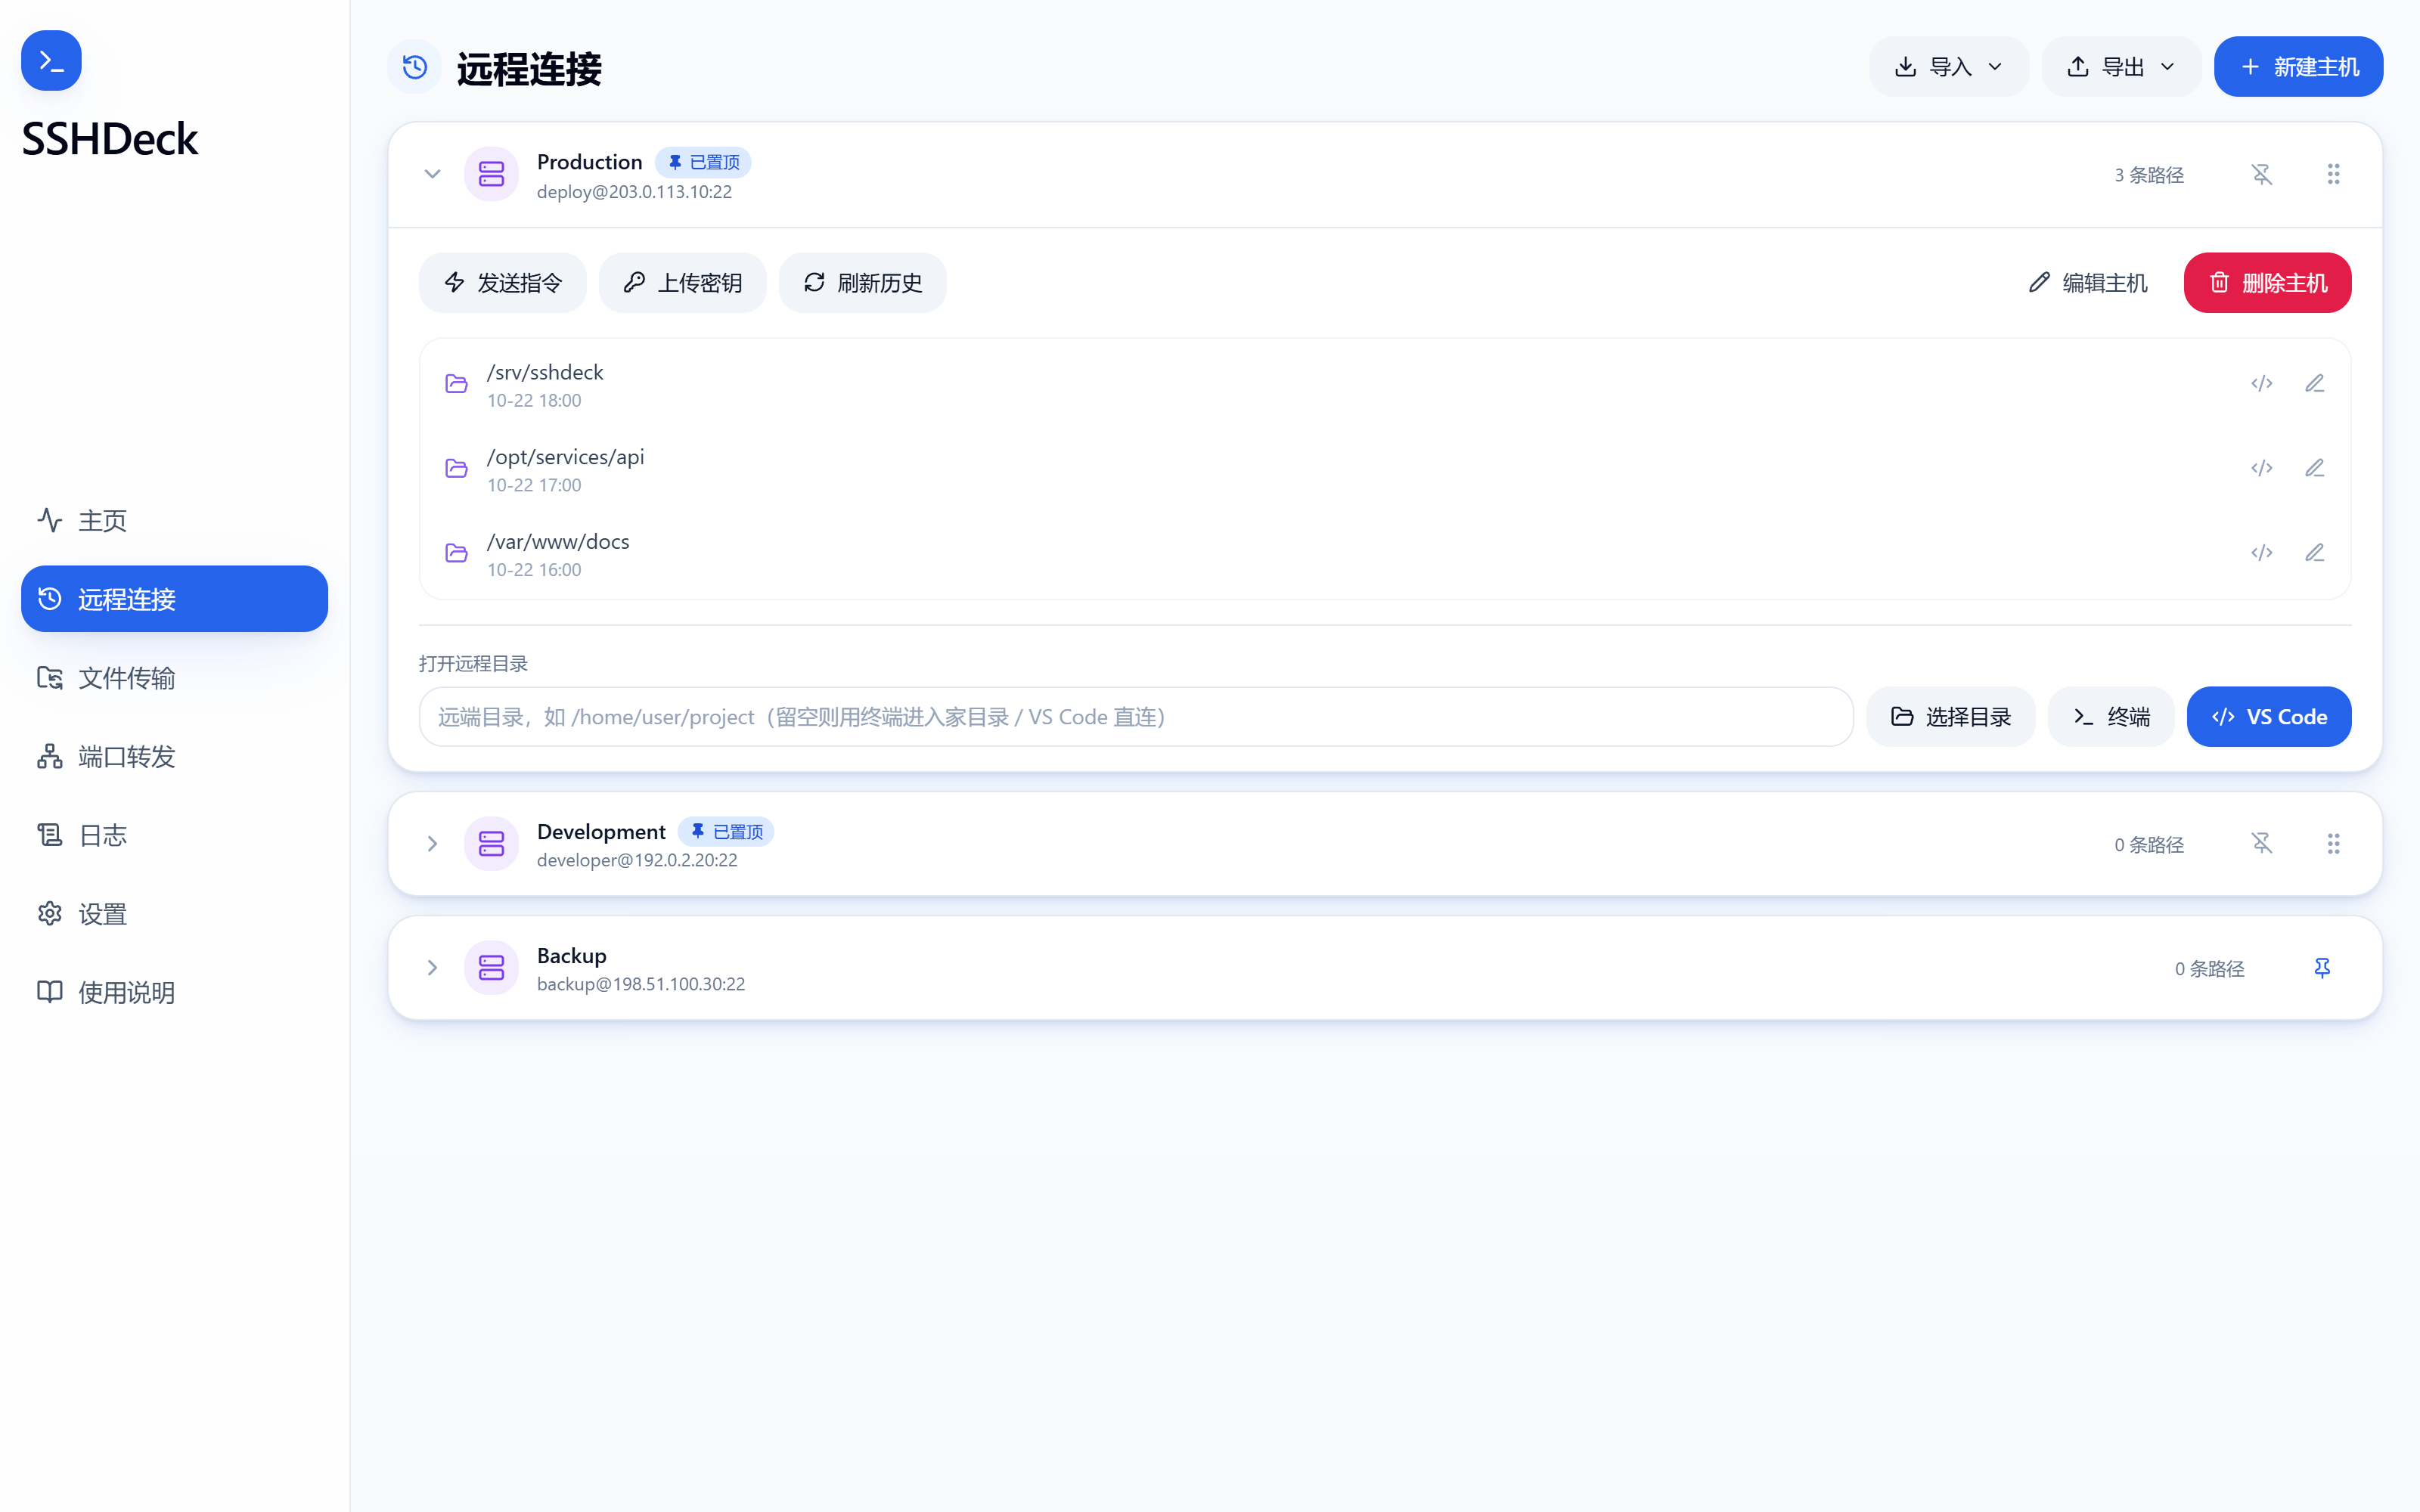 SSHDeck
主页
远程连接
文件传输
端口转发
日志
设置
使用说明
远程连接
导入
导出
新建主机
Production
已置顶
deploy@203.0.113.10:22
3 条路径
发送指令
上传密钥
刷新历史
编辑主机
删除主机
/srv/sshdeck
10-22 18:00
/opt/services/api
10-22 17:00
/var/www/docs
10-22 16:00
打开远程目录
远端目录，如 /home/user/project（留空则用终端进入家目录 / VS Code 直连）
选择目录
终端
VS Code
Development
已置顶
developer@192.0.2.20:22
0 条路径
Backup
backup@198.51.100.30:22
0 条路径